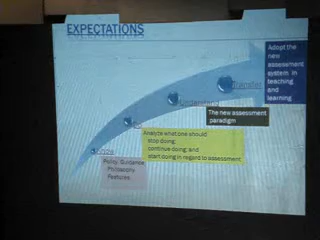 EXPECTATIONS
Adopt the
new
assessment
system in
teaching
and
learning
Transfer
The new assessment
paradigm
Analyze what one should
stop doing;
continue doing; and
start doing in regard to assessment
Policy, Guidance
Philosophy
Features